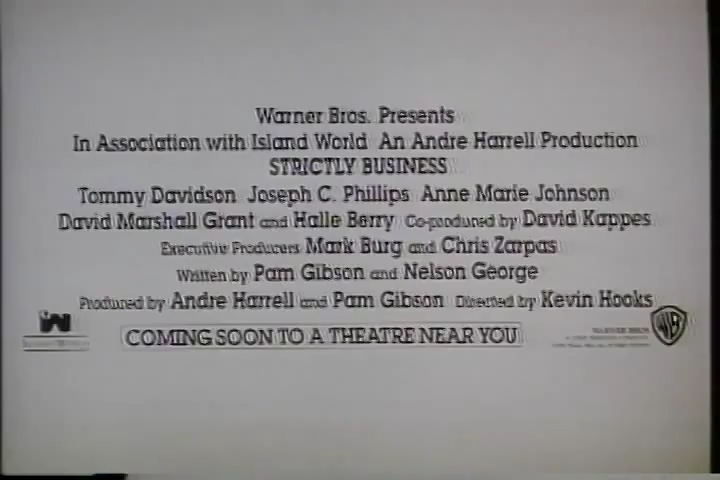 Warner Bros. Presents
In Association with Island World An Andre Harrell Production
STRICTLY BUSINESS
Tommy Davidson Joseph C. Phillips Anne Marie Johnson
David Marshall Grant and Halle Berry Co-produced by David Kappes
Executive Producers Mark Burg and Chris Zarpas
Written by Pam Gibson and Nelson George
Produced by Andre Harrell and Pam Gibson Directed by Kevin Hooks
COMING SOON TO A THEATRE NEAR YOU
WARNER BROS.
WB